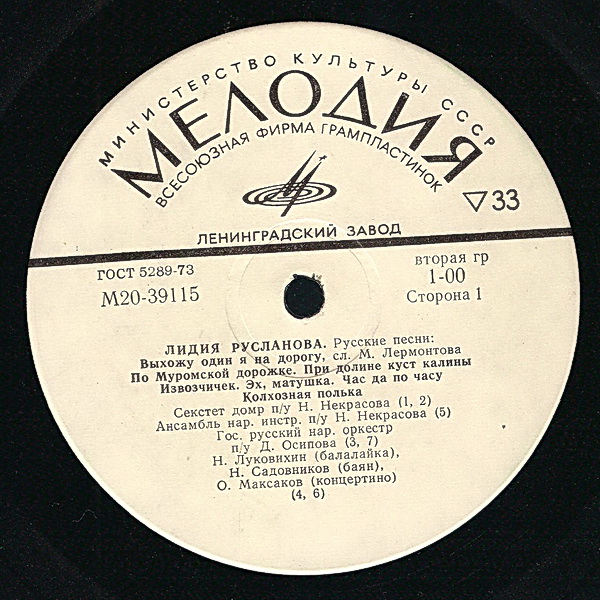 МИНИСТЕРСТВО КУЛЬТУРЫ СССР
МЕЛОДИЯ
ВСЕСОЮЗНАЯ ФИРМА ГРАМПЛАСТИНОК
33
ЛЕНИНГРАДСКИЙ ЗАВОД
ГОСТ 5289-73
вторая гр
М20-39115
1-00
Сторона 1
ЛИДИЯ РУСЛАНОВА. Русские песни:
Выхожу один я на дорогу, сл. М. Лермонтова
По Муромской дорожке. При долине куст калины
Извозчичек. Эх, матушка. Час да по часу
Колхозная полька
Секстет домр п/у Н. Некрасова (1, 2)
Ансамбль нар. инстр. п/у Н. Некрасова (5)
Гос. русский нар. оркестр
п/у Д. Осипова (3, 7)
Н. Луковихин (балалайка),
Н. Садовников (баян),
О. Максаков (концертино)
(4, 6)